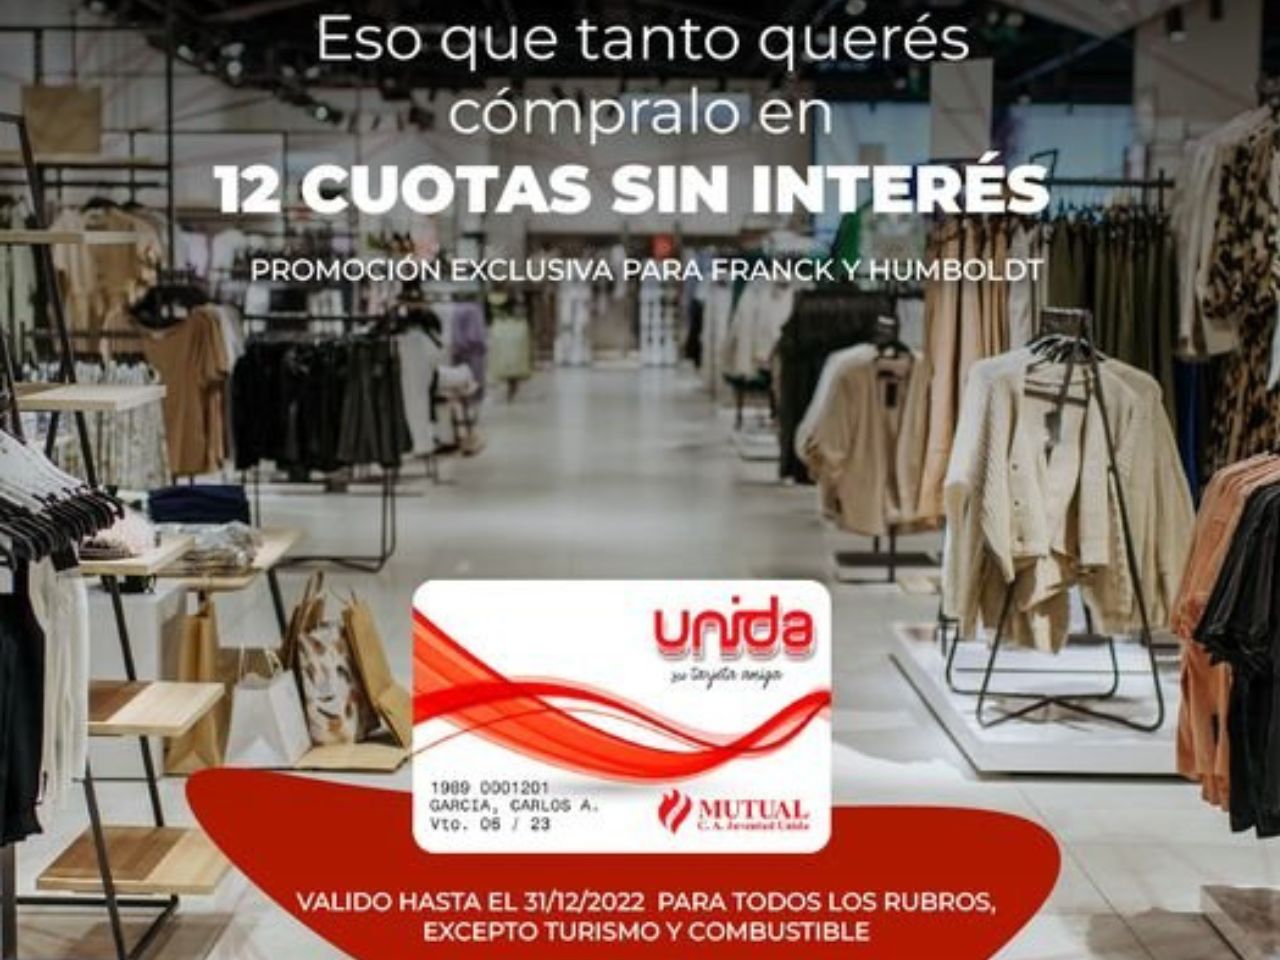 Eso que tanto querés
cómpralo en
12 CUOTAS SIN INTERÉS
PROMOCIÓN EXCLUSIVA PARA FRANCK Y HUMBOLDT
unida
su tarjeta amiga
1989 0001201
GARCIA, CARLOS A.
Vto. 06 / 23
MUTUAL
C. A. Juventud Unida
VALIDO HASTA EL 31/12/2022 PARA TODOS LOS RUBROS,
EXCEPTO TURISMO Y COMBUSTIBLE